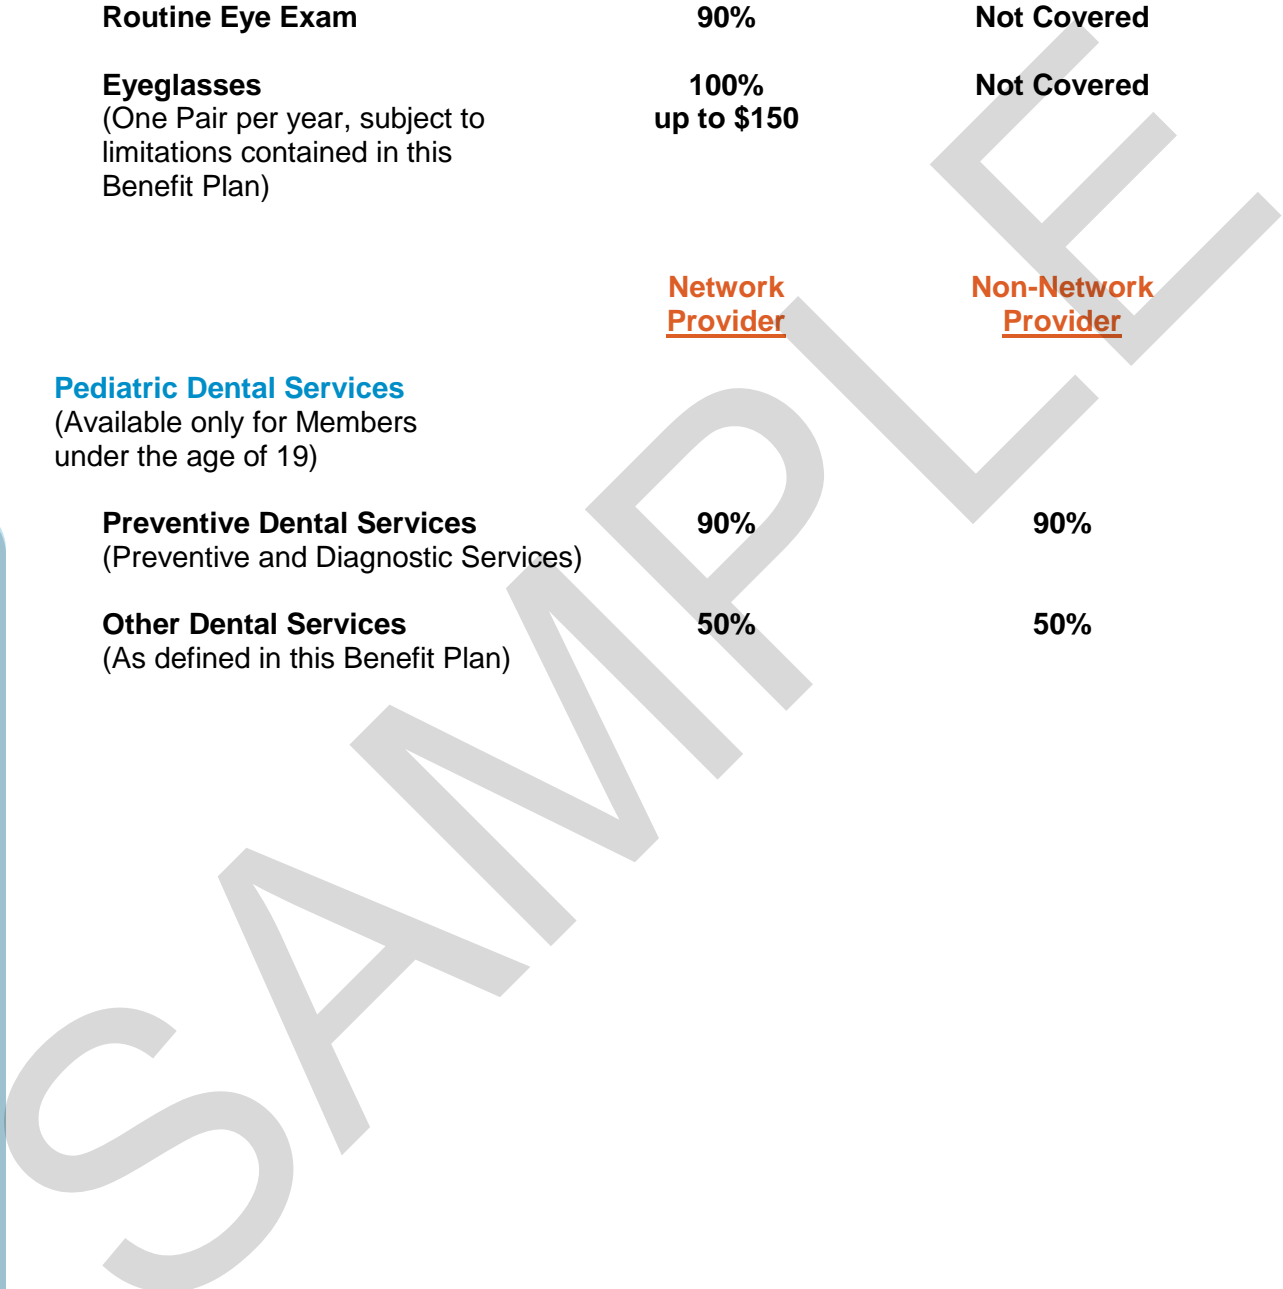 Routine Eye Exam 90% Not Covered
Eyeglasses 100% Not Covered
(One Pair per year, subject to up to $150
limitations contained in this
Benefit Plan)
Network Non-Network
Provider Provider
Pediatric Dental Services
(Available only for Members
under the age of 19)
Preventive Dental Services 90% 90%
(Preventive and Diagnostic Services)
Other Dental Services 50% 50%
(As defined in this Benefit Plan)
SAMPLE